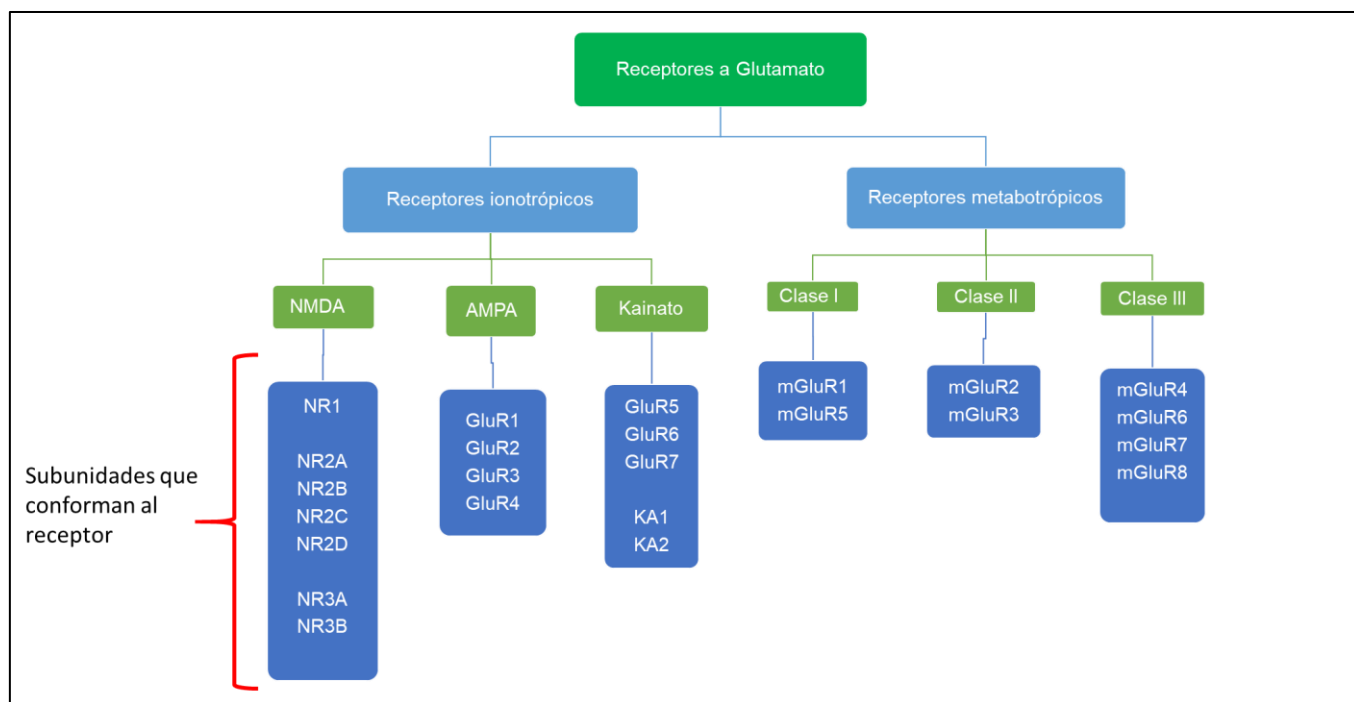 Receptores a Glutamato
Receptores ionotrópicos
Receptores metabotrópicos
NMDA
AMPA
Kainato
Clase I
Clase II
Clase III
Subunidades que
conforman al
receptor
NR1
NR2A
NR2B
NR2C
NR2D
NR3A
NR3B
GluR1
GluR2
GluR3
GluR4
GluR5
GluR6
GluR7
KA1
KA2
mGluR1
mGluR5
mGluR2
mGluR3
mGluR4
mGluR6
mGluR7
mGluR8